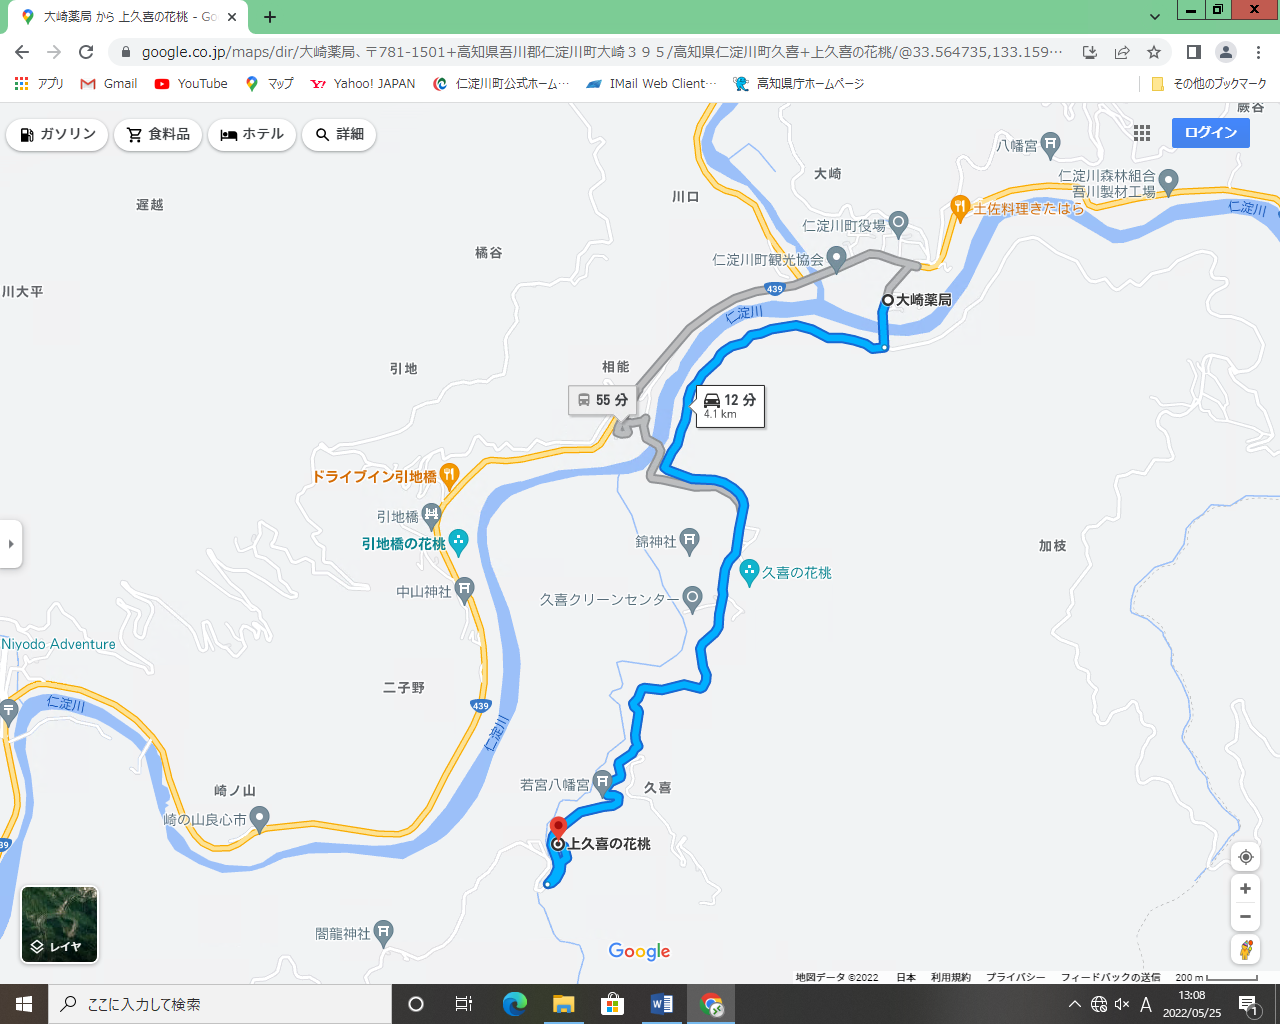 大崎薬局 から 上久喜の花桃 - Go
google.co.jp/maps/dir/大崎薬局、〒781-1501+高知県吾川郡仁淀川町大崎３９５/高知県仁淀川町久喜+上久喜の花桃/@33.564735,133.159…
アプリ
Gmail
YouTube
マップ
Yahoo! JAPAN
仁淀川町公式ホーム…
IMail Web Client…
高知県庁ホームページ
その他のブックマーク
ガソリン
食料品
ホテル
詳細
ログイン
蕨谷
八幡宮
大崎
仁淀川森林組合
吾川製材工場
川口
遅越
土佐料理きたはら
仁淀川
仁淀川町役場
橘谷
仁淀川町観光協会
川大平
439
大崎薬局
仁淀川
相能
引地
55 分
12 分
4.1 km
ドライブイン引地橋
引地橋
引地橋の花桃
錦神社
加枝
久喜の花桃
中山神社
久喜クリーンセンター
Niyodo Adventure
二子野
仁淀川
439
仁淀川
若宮八幡宮
久喜
崎ノ山
崎の山良心市
39
上久喜の花桃
閣龍神社
レイヤ
Google
地図データ ©2022
日本
利用規約
プライバシー
フィードバックの送信
200 m
ここに入力して検索
A
13:08
2022/05/25
1